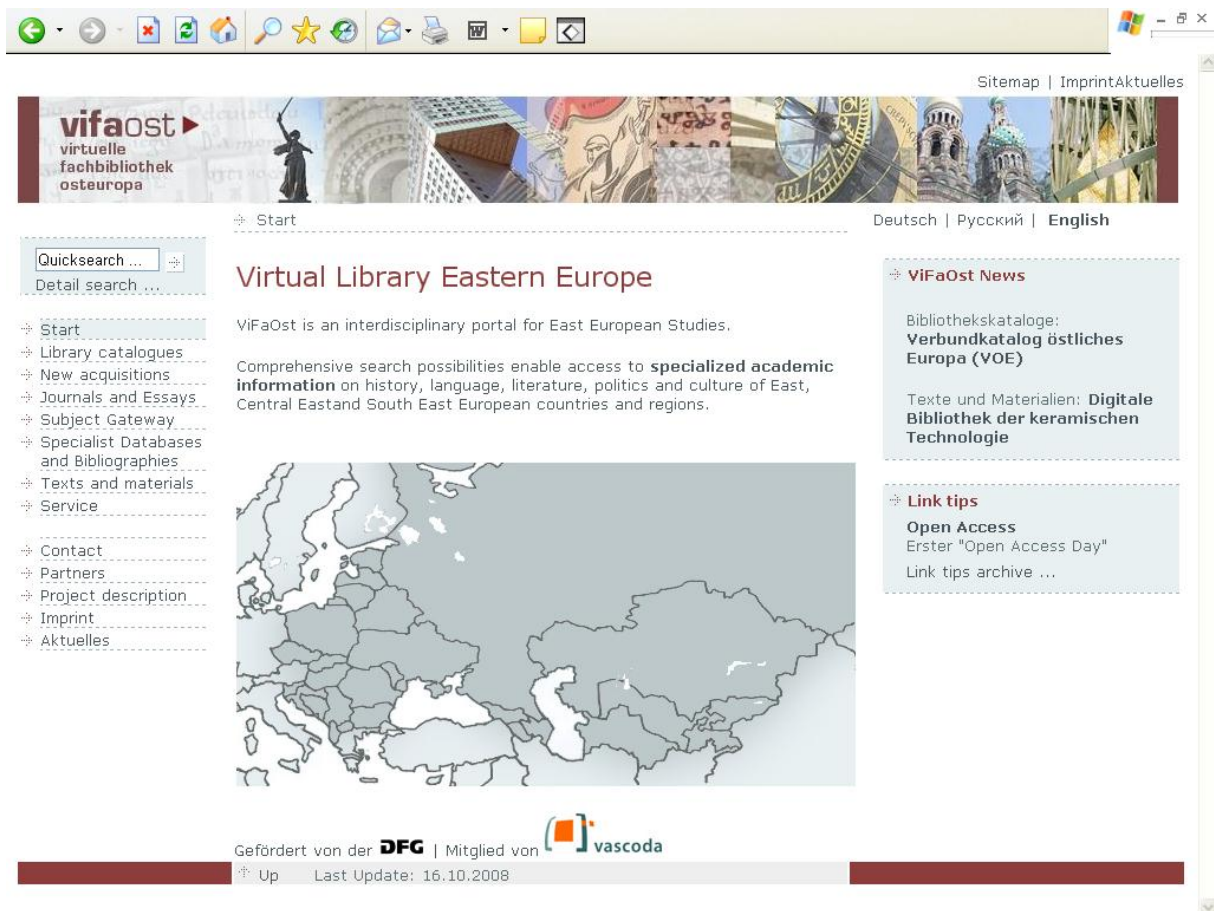 Sitemap | ImprintAktuelles
vifaost
virtuelle
fachbibliothek
osteuropa
Start
Deutsch | Русский | English
Quicksearch ...
Detail search ...
Start
Library catalogues
New acquisitions
Journals and Essays
Subject Gateway
Specialist Databases
and Bibliographies
Texts and materials
Service
Contact
Partners
Project description
Imprint
Aktuelles
Virtual Library Eastern Europe
ViFaOst is an interdisciplinary portal for East European Studies.
Comprehensive search possibilities enable access to specialized academic
information on history, language, literature, politics and culture of East,
Central Eastand South East European countries and regions.
ViFaOst News
Bibliothekskataloge:
Verbundkatalog östliches
Europa (VOE)
Texte und Materialien: Digitale
Bibliothek der keramischen
Technologie
Link tips
Open Access
Erster "Open Access Day"
Link tips archive ...
Gefördert von der DFG | Mitglied von vascoda
Up Last Update: 16.10.2008